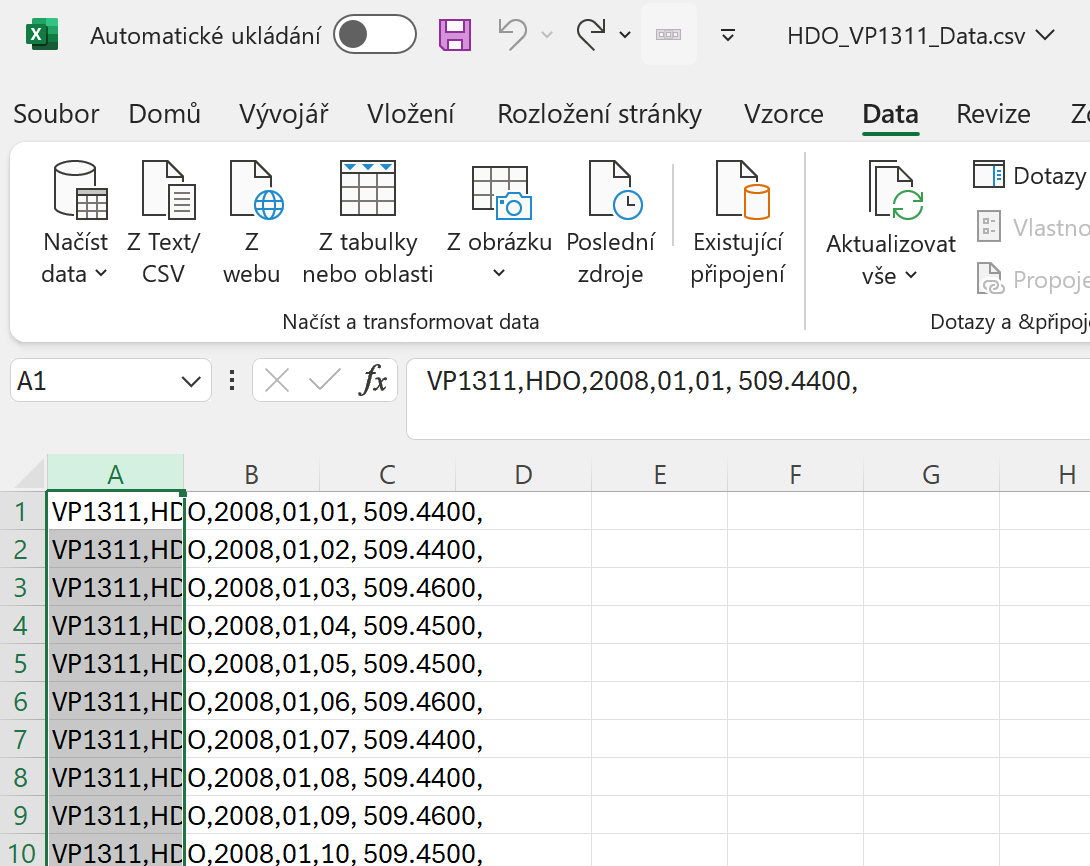 Automatické ukládání HDO_VP1311_Data.csv
Soubor Domů Vývojář Vložení Rozložení stránky Vzorce Data Revize
Načíst data
Z Text/ CSV
Z webu
Z tabulky nebo oblasti
Z obrázku
Poslední zdroje
Existující připojení
Aktualizovat vše
Dotazy
Vlastno
Propoje
Načíst a transformovat data
Dotazy a &připoj
A1 fx VP1311,HDO,2008,01,01, 509.4400,
A B C D E F G H
1 VP1311,HDO,2008,01,01, 509.4400,
2 VP1311,HDO,2008,01,02, 509.4400,
3 VP1311,HDO,2008,01,03, 509.4600,
4 VP1311,HDO,2008,01,04, 509.4500,
5 VP1311,HDO,2008,01,05, 509.4500,
6 VP1311,HDO,2008,01,06, 509.4600,
7 VP1311,HDO,2008,01,07, 509.4400,
8 VP1311,HDO,2008,01,08, 509.4400,
9 VP1311,HDO,2008,01,09, 509.4600,
10 VP1311,HDO,2008,01,10, 509.4500,